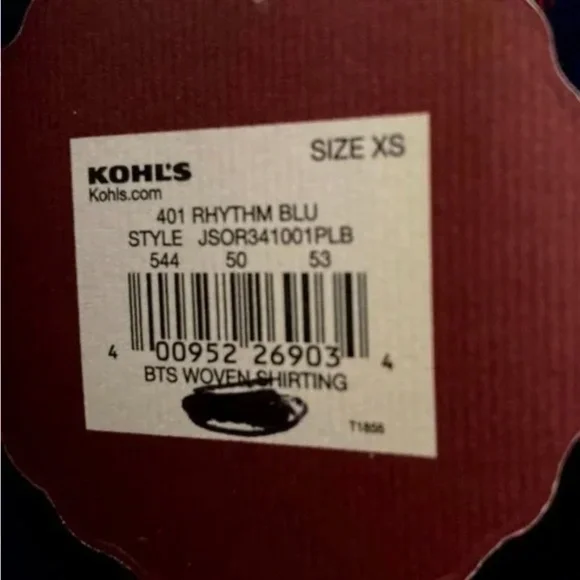 SIZE XS
KOHL'S
Kohls.com
401 RHYTHM BLU
STYLE JSOR341001PLB
544 50 53
4 00952 26903 4
BTS WOVEN SHIRTING
T1856